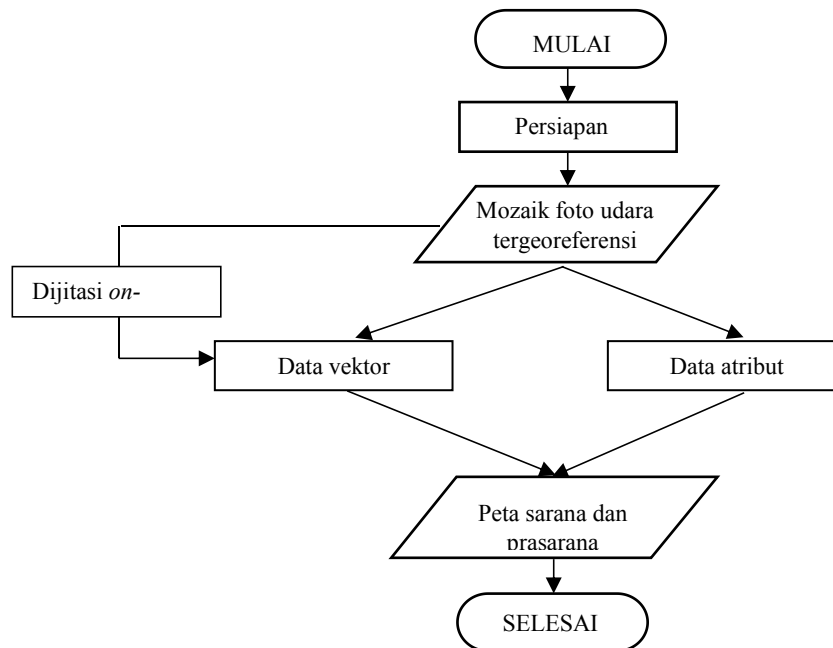 MULAI
Persiapan
Mozaik foto udara
tergeoreferensi
Dijitasi on-
Data vektor
Data atribut
Peta sarana dan
prasarana
SELESAI